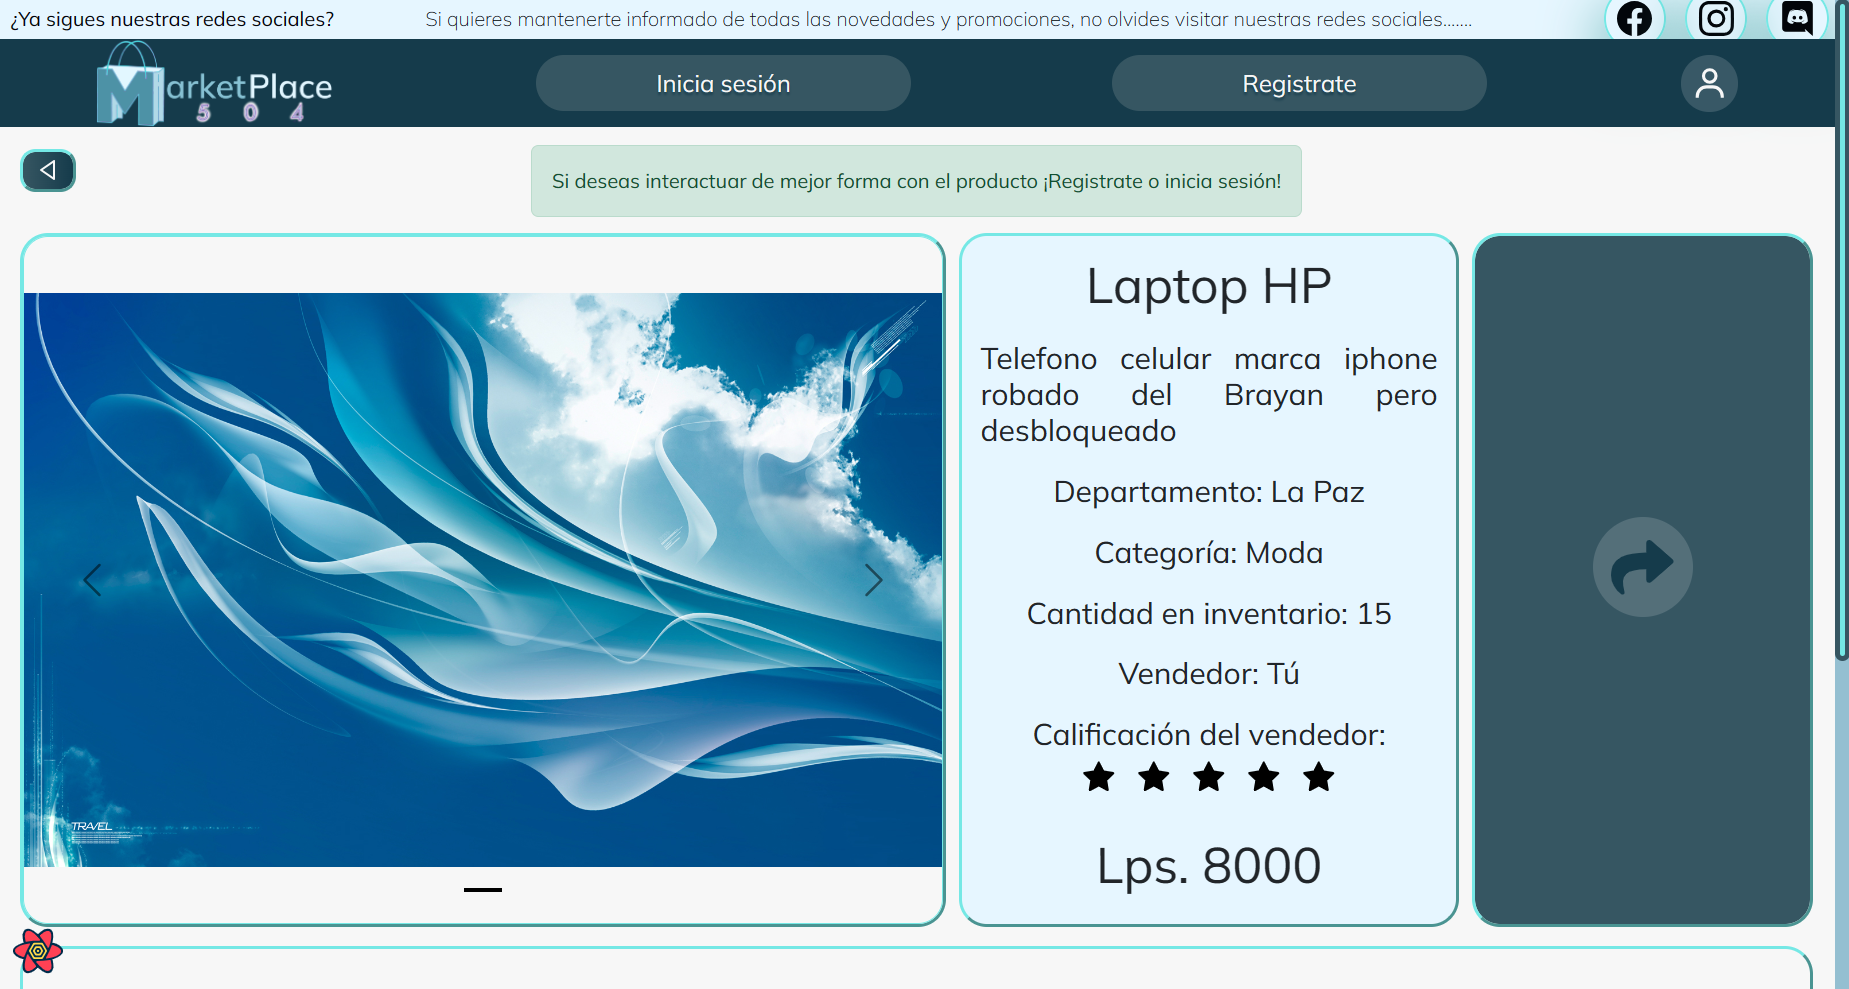 ¿Ya sigues nuestras redes sociales?
Si quieres mantenerte informado de todas las novedades y promociones, no olvides visitar nuestras redes sociales.......
MarketPlace
504
Inicia sesión
Registrate
Si deseas interactuar de mejor forma con el producto ¡Registrate o inicia sesión!
TRAVEL
Laptop HP
Telefono celular marca iphone
robado del Brayan pero
desbloqueado
Departamento: La Paz
Categoría: Moda
Cantidad en inventario: 15
Vendedor: Tú
Calificación del vendedor:
Lps. 8000